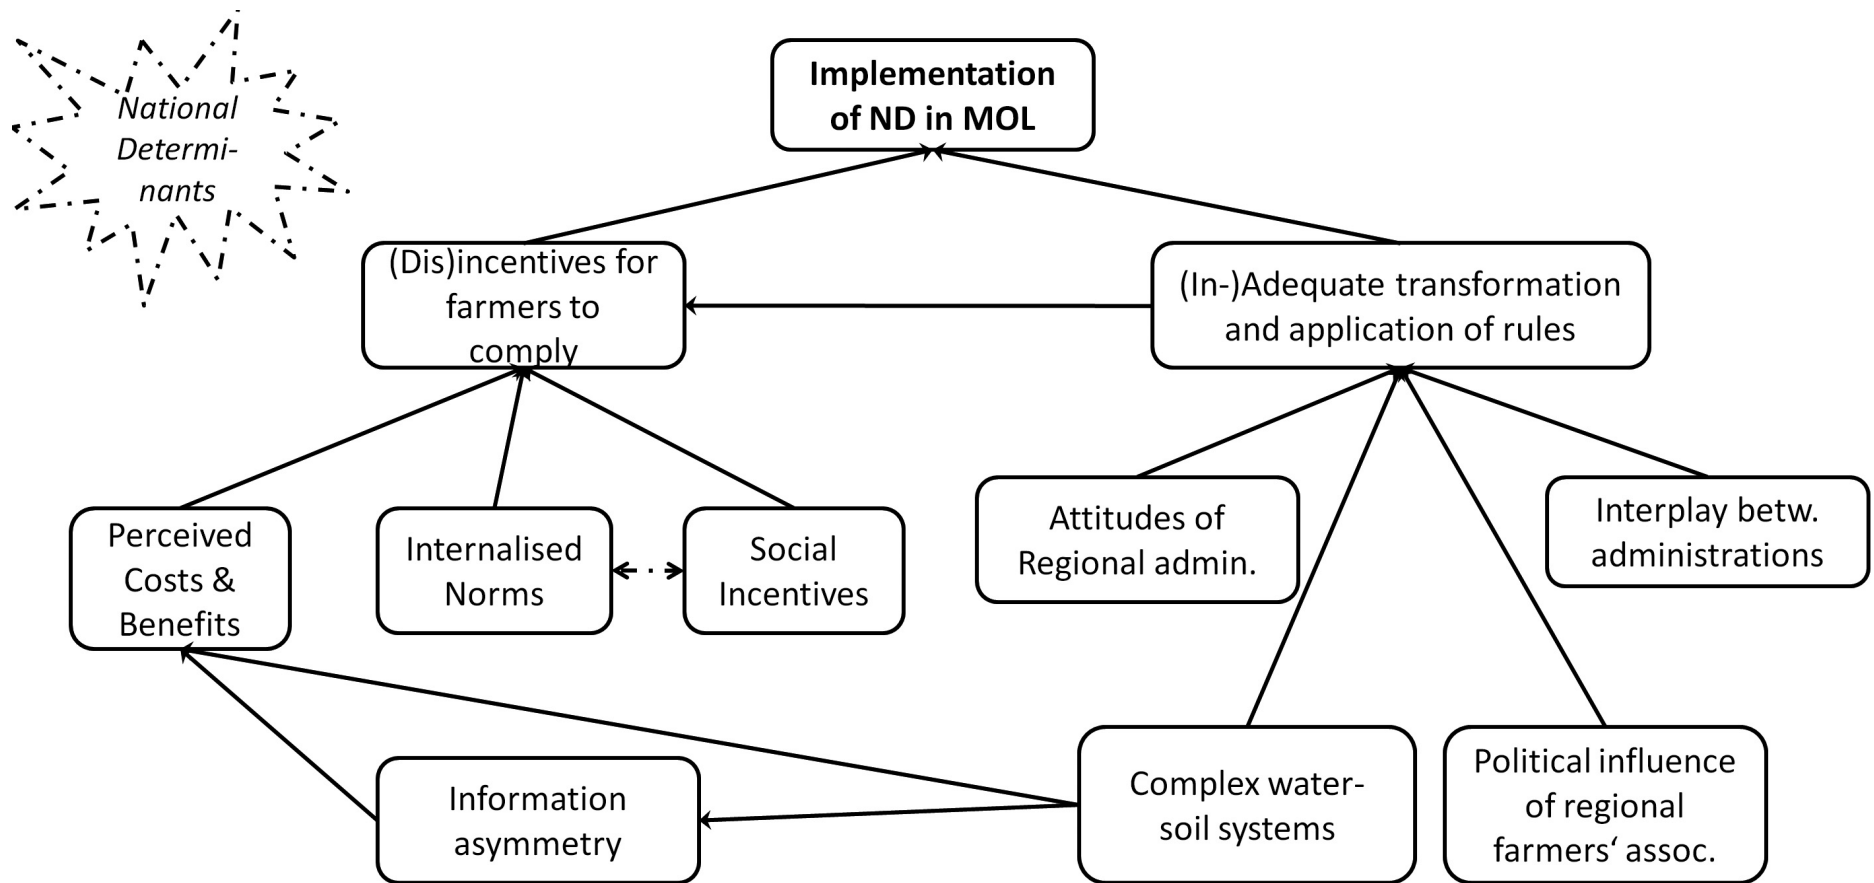 National
Determi-
nants
Implementation
of ND in MOL
(Dis)incentives for
farmers to
comply
(In-)Adequate transformation
and application of rules
Perceived
Costs &
Benefits
Internalised
Norms
Social
Incentives
Attitudes of
Regional admin.
Interplay betw.
administrations
Information
asymmetry
Complex water-
soil systems
Political influence
of regional
farmers‘ assoc.